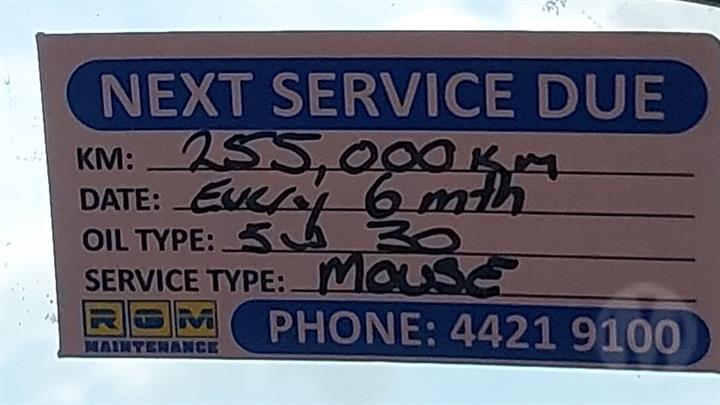 NEXT SERVICE DUE
KM: 255,000 Km
DATE: Every 6 mth
OIL TYPE: 5w 30
SERVICE TYPE: MOUSE
ROM
MAINTENANCE
PHONE: 4421 9100